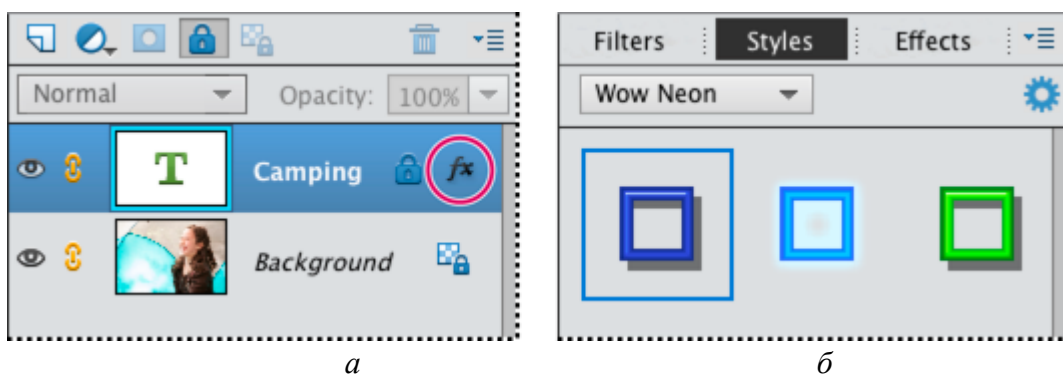 Normal Opacity: 100%
T Camping fx
Background
Filters Styles Effects
Wow Neon
а б